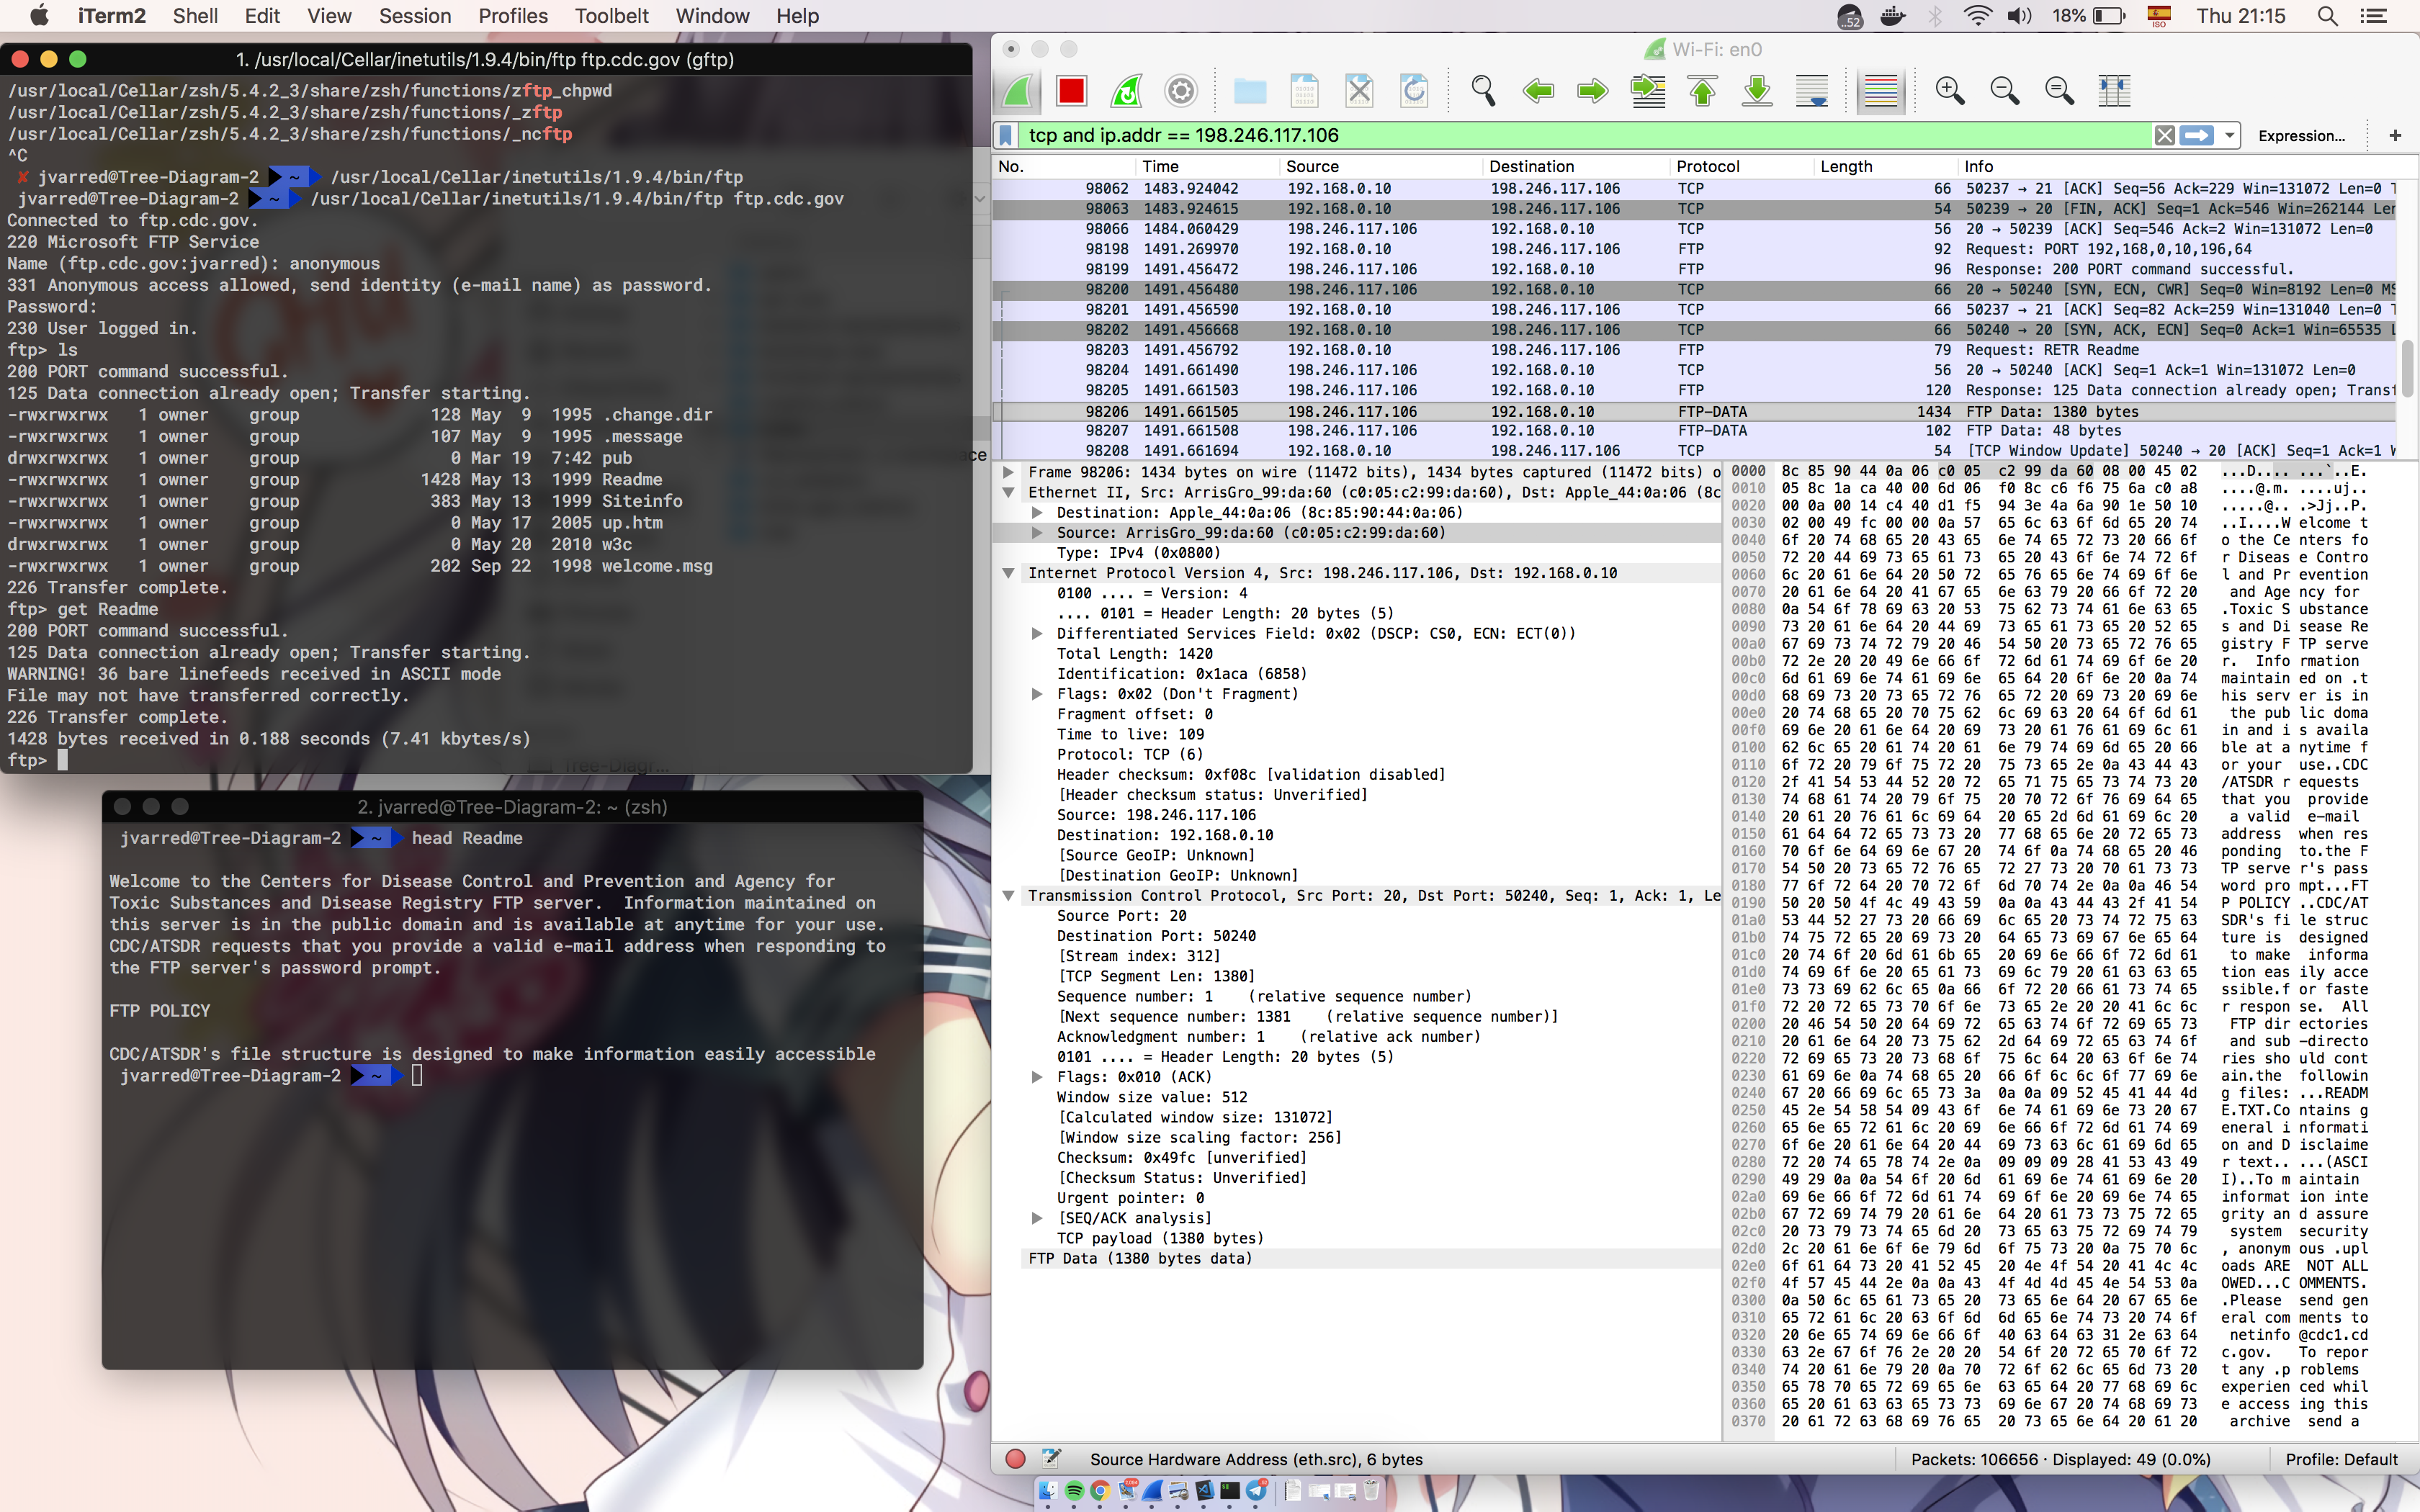 iTerm2 Shell Edit View Session Profiles Toolbelt Window Help
..52 18% ISO Thu 21:15
1. /usr/local/Cellar/inetutils/1.9.4/bin/ftp ftp.cdc.gov (gftp)
/usr/local/Cellar/zsh/5.4.2_3/share/zsh/functions/zftp_chpwd
/usr/local/Cellar/zsh/5.4.2_3/share/zsh/functions/_zftp
/usr/local/Cellar/zsh/5.4.2_3/share/zsh/functions/_ncftp
^C
✘ jvarred@Tree-Diagram-2 ~ /usr/local/Cellar/inetutils/1.9.4/bin/ftp
jvarred@Tree-Diagram-2 ~ /usr/local/Cellar/inetutils/1.9.4/bin/ftp ftp.cdc.gov
Connected to ftp.cdc.gov.
220 Microsoft FTP Service
Name (ftp.cdc.gov:jvarred): anonymous
331 Anonymous access allowed, send identity (e-mail name) as password.
Password:
230 User logged in.
ftp> ls
200 PORT command successful.
125 Data connection already open; Transfer starting.
-rwxrwxrwx 1 owner group 128 May 9 1995 .change.dir
-rwxrwxrwx 1 owner group 107 May 9 1995 .message
drwxrwxrwx 1 owner group 0 Mar 19 7:42 pub
-rwxrwxrwx 1 owner group 1428 May 13 1999 Readme
-rwxrwxrwx 1 owner group 383 May 13 1999 Siteinfo
-rwxrwxrwx 1 owner group 0 May 17 2005 up.htm
drwxrwxrwx 1 owner group 0 May 20 2010 w3c
-rwxrwxrwx 1 owner group 202 Sep 22 1998 welcome.msg
226 Transfer complete.
ftp> get Readme
200 PORT command successful.
125 Data connection already open; Transfer starting.
WARNING! 36 bare linefeeds received in ASCII mode
File may not have transferred correctly.
226 Transfer complete.
1428 bytes received in 0.188 seconds (7.41 kbytes/s)
ftp>
2. jvarred@Tree-Diagram-2: ~ (zsh)
jvarred@Tree-Diagram-2 ~ head Readme
Welcome to the Centers for Disease Control and Prevention and Agency for
Toxic Substances and Disease Registry FTP server. Information maintained on
this server is in the public domain and is available at anytime for your use.
CDC/ATSDR requests that you provide a valid e-mail address when responding to
the FTP server's password prompt.
FTP POLICY
CDC/ATSDR's file structure is designed to make information easily accessible
jvarred@Tree-Diagram-2 ~
Wi-Fi: en0
tcp and ip.addr == 198.246.117.106 Expression... +
No. Time Source Destination Protocol Length Info
98062 1483.924042 192.168.0.10 198.246.117.106 TCP 66 50237 → 21 [ACK] Seq=56 Ack=229 Win=131072 Len=0 T
98063 1483.924615 192.168.0.10 198.246.117.106 TCP 54 50239 → 20 [FIN, ACK] Seq=1 Ack=546 Win=262144 Len
98066 1484.060429 198.246.117.106 192.168.0.10 TCP 56 20 → 50239 [ACK] Seq=546 Ack=2 Win=131072 Len=0
98198 1491.269970 192.168.0.10 198.246.117.106 FTP 92 Request: PORT 192,168,0,10,196,64
98199 1491.456472 198.246.117.106 192.168.0.10 FTP 96 Response: 200 PORT command successful.
98200 1491.456480 198.246.117.106 192.168.0.10 TCP 66 20 → 50240 [SYN, ECN, CWR] Seq=0 Win=8192 Len=0 MS
98201 1491.456590 192.168.0.10 198.246.117.106 TCP 66 50237 → 21 [ACK] Seq=82 Ack=259 Win=131040 Len=0 T
98202 1491.456668 192.168.0.10 198.246.117.106 TCP 66 50240 → 20 [SYN, ACK, ECN] Seq=0 Ack=1 Win=65535 L
98203 1491.456792 192.168.0.10 198.246.117.106 FTP 79 Request: RETR Readme
98204 1491.661490 198.246.117.106 192.168.0.10 TCP 56 20 → 50240 [ACK] Seq=1 Ack=1 Win=131072 Len=0
98205 1491.661503 198.246.117.106 192.168.0.10 FTP 120 Response: 125 Data connection already open; Transf
98206 1491.661505 198.246.117.106 192.168.0.10 FTP-DATA 1434 FTP Data: 1380 bytes
98207 1491.661508 198.246.117.106 192.168.0.10 FTP-DATA 102 FTP Data: 48 bytes
98208 1491.661694 192.168.0.10 198.246.117.106 TCP 54 [TCP Window Update] 50240 → 20 [ACK] Seq=1 Ack=1 W
Frame 98206: 1434 bytes on wire (11472 bits), 1434 bytes captured (11472 bits) o
Ethernet II, Src: ArrisGro_99:da:60 (c0:05:c2:99:da:60), Dst: Apple_44:0a:06 (8c
Destination: Apple_44:0a:06 (8c:85:90:44:0a:06)
Source: ArrisGro_99:da:60 (c0:05:c2:99:da:60)
Type: IPv4 (0x0800)
Internet Protocol Version 4, Src: 198.246.117.106, Dst: 192.168.0.10
0100 .... = Version: 4
.... 0101 = Header Length: 20 bytes (5)
Differentiated Services Field: 0x02 (DSCP: CS0, ECN: ECT(0))
Total Length: 1420
Identification: 0x1aca (6858)
Flags: 0x02 (Don't Fragment)
Fragment offset: 0
Time to live: 109
Protocol: TCP (6)
Header checksum: 0xf08c [validation disabled]
[Header checksum status: Unverified]
Source: 198.246.117.106
Destination: 192.168.0.10
[Source GeoIP: Unknown]
[Destination GeoIP: Unknown]
Transmission Control Protocol, Src Port: 20, Dst Port: 50240, Seq: 1, Ack: 1, Le
Source Port: 20
Destination Port: 50240
[Stream index: 312]
[TCP Segment Len: 1380]
Sequence number: 1 (relative sequence number)
[Next sequence number: 1381 (relative sequence number)]
Acknowledgment number: 1 (relative ack number)
0101 .... = Header Length: 20 bytes (5)
Flags: 0x010 (ACK)
Window size value: 512
[Calculated window size: 131072]
[Window size scaling factor: 256]
Checksum: 0x49fc [unverified]
[Checksum Status: Unverified]
Urgent pointer: 0
[SEQ/ACK analysis]
TCP payload (1380 bytes)
FTP Data (1380 bytes data)
0000 8c 85 90 44 0a 06 c0 05 c2 99 da 60 08 00 45 02 ...D.... ...`..E.
0010 05 8c 1a ca 40 00 6d 06 f0 8c c6 f6 75 6a c0 a8 ....@.m. ....uj..
0020 00 0a 00 14 c4 40 d1 f5 94 3e 4a 6a 90 1e 50 10 .....@.. .>Jj..P.
0030 02 00 49 fc 00 00 0a 57 65 6c 63 6f 6d 65 20 74 ..I....W elcome t
0040 6f 20 74 68 65 20 43 65 6e 74 65 72 73 20 66 6f o the Ce nters fo
0050 72 20 44 69 73 65 61 73 65 20 43 6f 6e 74 72 6f r Diseas e Contro
0060 6c 20 61 6e 64 20 50 72 65 76 65 6e 74 69 6f 6e l and Pr evention
0070 20 61 6e 64 20 41 67 65 6e 63 79 20 66 6f 72 20 and Age ncy for
0080 0a 54 6f 78 69 63 20 53 75 62 73 74 61 6e 63 65 .Toxic S ubstance
0090 73 20 61 6e 64 20 44 69 73 65 61 73 65 20 52 65 s and Di sease Re
00a0 67 69 73 74 72 79 20 46 54 50 20 73 65 72 76 65 gistry F TP serve
00b0 72 2e 20 20 49 6e 66 6f 72 6d 61 74 69 6f 6e 20 r. Info rmation
00c0 6d 61 69 6e 74 61 69 6e 65 64 20 6f 6e 20 0a 74 maintain ed on .t
00d0 68 69 73 20 73 65 72 76 65 72 20 69 73 20 69 6e his serv er is in
00e0 20 74 68 65 20 70 75 62 6c 69 63 20 64 6f 6d 61 the pub lic doma
00f0 69 6e 20 61 6e 64 20 69 73 20 61 76 61 69 6c 61 in and i s availa
0100 62 6c 65 20 61 74 20 61 6e 79 74 69 6d 65 20 66 ble at a nytime f
0110 6f 72 20 79 6f 75 72 20 75 73 65 2e 0a 43 44 43 or your use..CDC
0120 2f 41 54 53 44 52 20 72 65 71 75 65 73 74 73 20 /ATSDR r equests
0130 74 68 61 74 20 79 6f 75 20 70 72 6f 76 69 64 65 that you provide
0140 20 61 20 76 61 6c 69 64 20 65 2d 6d 61 69 6c 20 a valid e-mail
0150 61 64 64 72 65 73 73 20 77 68 65 6e 20 72 65 73 address when res
0160 70 6f 6e 64 69 6e 67 20 74 6f 0a 74 68 65 20 46 ponding to.the F
0170 54 50 20 73 65 72 76 65 72 27 73 20 70 61 73 73 TP serve r's pass
0180 77 6f 72 64 20 70 72 6f 6d 70 74 2e 0a 0a 46 54 word pro mpt...FT
0190 50 20 50 4f 4c 49 43 59 0a 0a 43 44 43 2f 41 54 P POLICY ..CDC/AT
01a0 53 44 52 27 73 20 66 69 6c 65 20 73 74 72 75 63 SDR's fi le struc
01b0 74 75 72 65 20 69 73 20 64 65 73 69 67 6e 65 64 ture is designed
01c0 20 74 6f 20 6d 61 6b 65 20 69 6e 66 6f 72 6d 61 to make informa
01d0 74 69 6f 6e 20 65 61 73 69 6c 79 20 61 63 63 65 tion eas ily acce
01e0 73 73 69 62 6c 65 0a 66 6f 72 20 66 61 73 74 65 ssible.f or faste
01f0 72 20 72 65 73 70 6f 6e 73 65 2e 20 20 41 6c 6c r respon se. All
0200 20 46 54 50 20 64 69 72 65 63 74 6f 72 69 65 73 FTP dir ectories
0210 20 61 6e 64 20 73 75 62 2d 64 69 72 65 63 74 6f and sub -directo
0220 72 69 65 73 20 73 68 6f 75 6c 64 20 63 6f 6e 74 ries sho uld cont
0230 61 69 6e 0a 74 68 65 20 66 6f 6c 6c 6f 77 69 6e ain.the followin
0240 67 20 66 69 6c 65 73 3a 0a 0a 09 52 45 41 44 4d g files: ...READM
0250 45 2e 54 58 54 09 43 6f 6e 74 61 69 6e 73 20 67 E.TXT.Co ntains g
0260 65 6e 65 72 61 6c 20 69 6e 66 6f 72 6d 61 74 69 eneral i nformati
0270 6f 6e 20 61 6e 64 20 44 69 73 63 6c 61 69 6d 65 on and D isclaime
0280 72 20 74 65 78 74 2e 0a 09 09 09 28 41 53 43 49 r text.. ...(ASCI
0290 49 29 0a 0a 54 6f 20 6d 61 69 6e 74 61 69 6e 20 I)..To m aintain
02a0 69 6e 66 6f 72 6d 61 74 69 6f 6e 20 69 6e 74 65 informat ion inte
02b0 67 72 69 74 79 20 61 6e 64 20 61 73 73 75 72 65 grity an d assure
02c0 20 73 79 73 74 65 6d 20 73 65 63 75 72 69 74 79 system security
02d0 2c 20 61 6e 6f 6e 79 6d 6f 75 73 20 0a 75 70 6c , anonym ous .upl
02e0 6f 61 64 73 20 41 52 45 20 4e 4f 54 20 41 4c 4c oads ARE NOT ALL
02f0 4f 57 45 44 2e 0a 0a 43 4f 4d 4d 45 4e 54 53 0a OWED...C OMMENTS.
0300 0a 50 6c 65 61 73 65 20 73 65 6e 64 20 67 65 6e .Please send gen
0310 65 72 61 6c 20 63 6f 6d 6d 65 6e 74 73 20 74 6f eral com ments to
0320 20 6e 65 74 69 6e 66 6f 40 63 64 63 31 2e 63 64 netinfo @cdc1.cd
0330 63 2e 67 6f 76 2e 20 20 54 6f 20 72 65 70 6f 72 c.gov. To repor
0340 74 20 61 6e 79 20 0a 70 72 6f 62 6c 65 6d 73 20 t any .p roblems
0350 65 78 70 65 72 69 65 6e 63 65 64 20 77 68 69 6c experien ced whil
0360 65 20 61 63 63 65 73 73 69 6e 67 20 74 68 69 73 e access ing this
0370 20 61 72 63 68 69 76 65 20 73 65 6e 64 20 61 20 archive send a
Source Hardware Address (eth.src), 6 bytes Packets: 106656 · Displayed: 49 (0.0%) Profile: Default